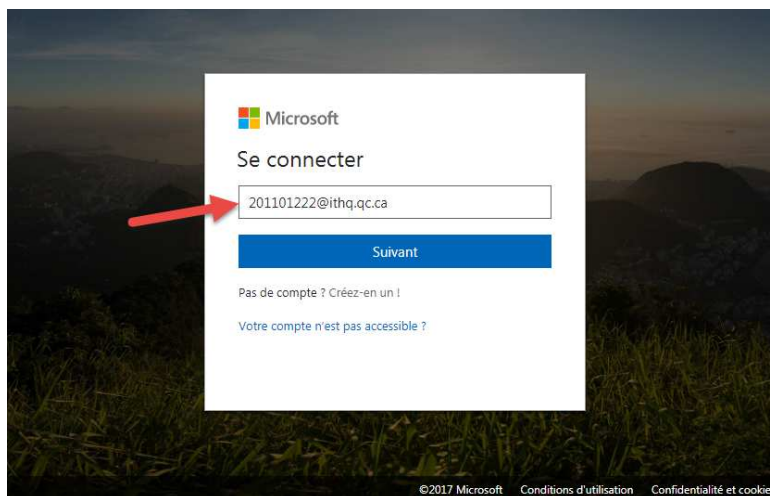 Microsoft
Se connecter
201101222@ithq.qc.ca
Suivant
Pas de compte ? Créez-en un !
Votre compte n'est pas accessible ?
©2017 Microsoft Conditions d'utilisation Confidentialité et cookie